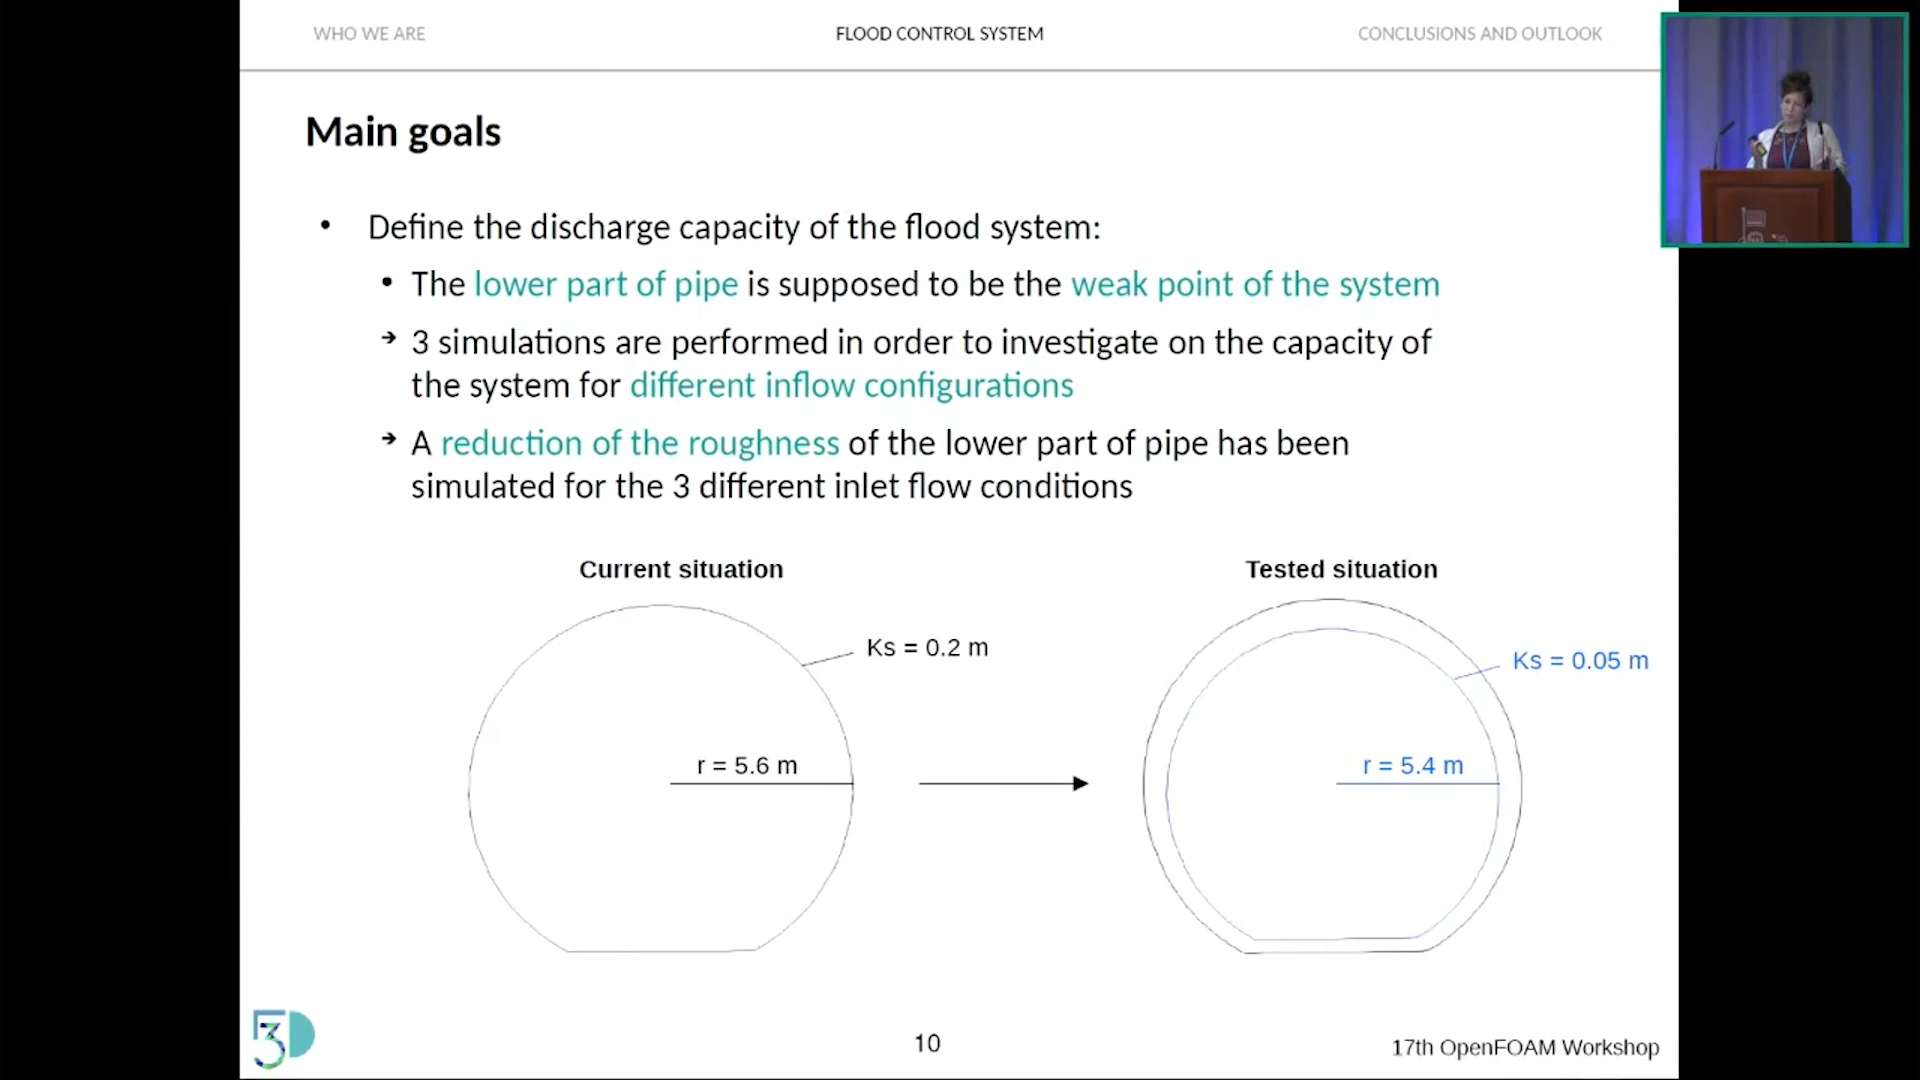 WHO WE ARE
FLOOD CONTROL SYSTEM
CONCLUSIONS AND OUTLOOK
Main goals
• Define the discharge capacity of the flood system:
• The lower part of pipe is supposed to be the weak point of the system
➔ 3 simulations are performed in order to investigate on the capacity of
the system for different inflow configurations
➔ A reduction of the roughness of the lower part of pipe has been
simulated for the 3 different inlet flow conditions
Current situation
Tested situation
Ks = 0.2 m
Ks = 0.05 m
r = 5.6 m
r = 5.4 m
53D
10
17th OpenFOAM Workshop